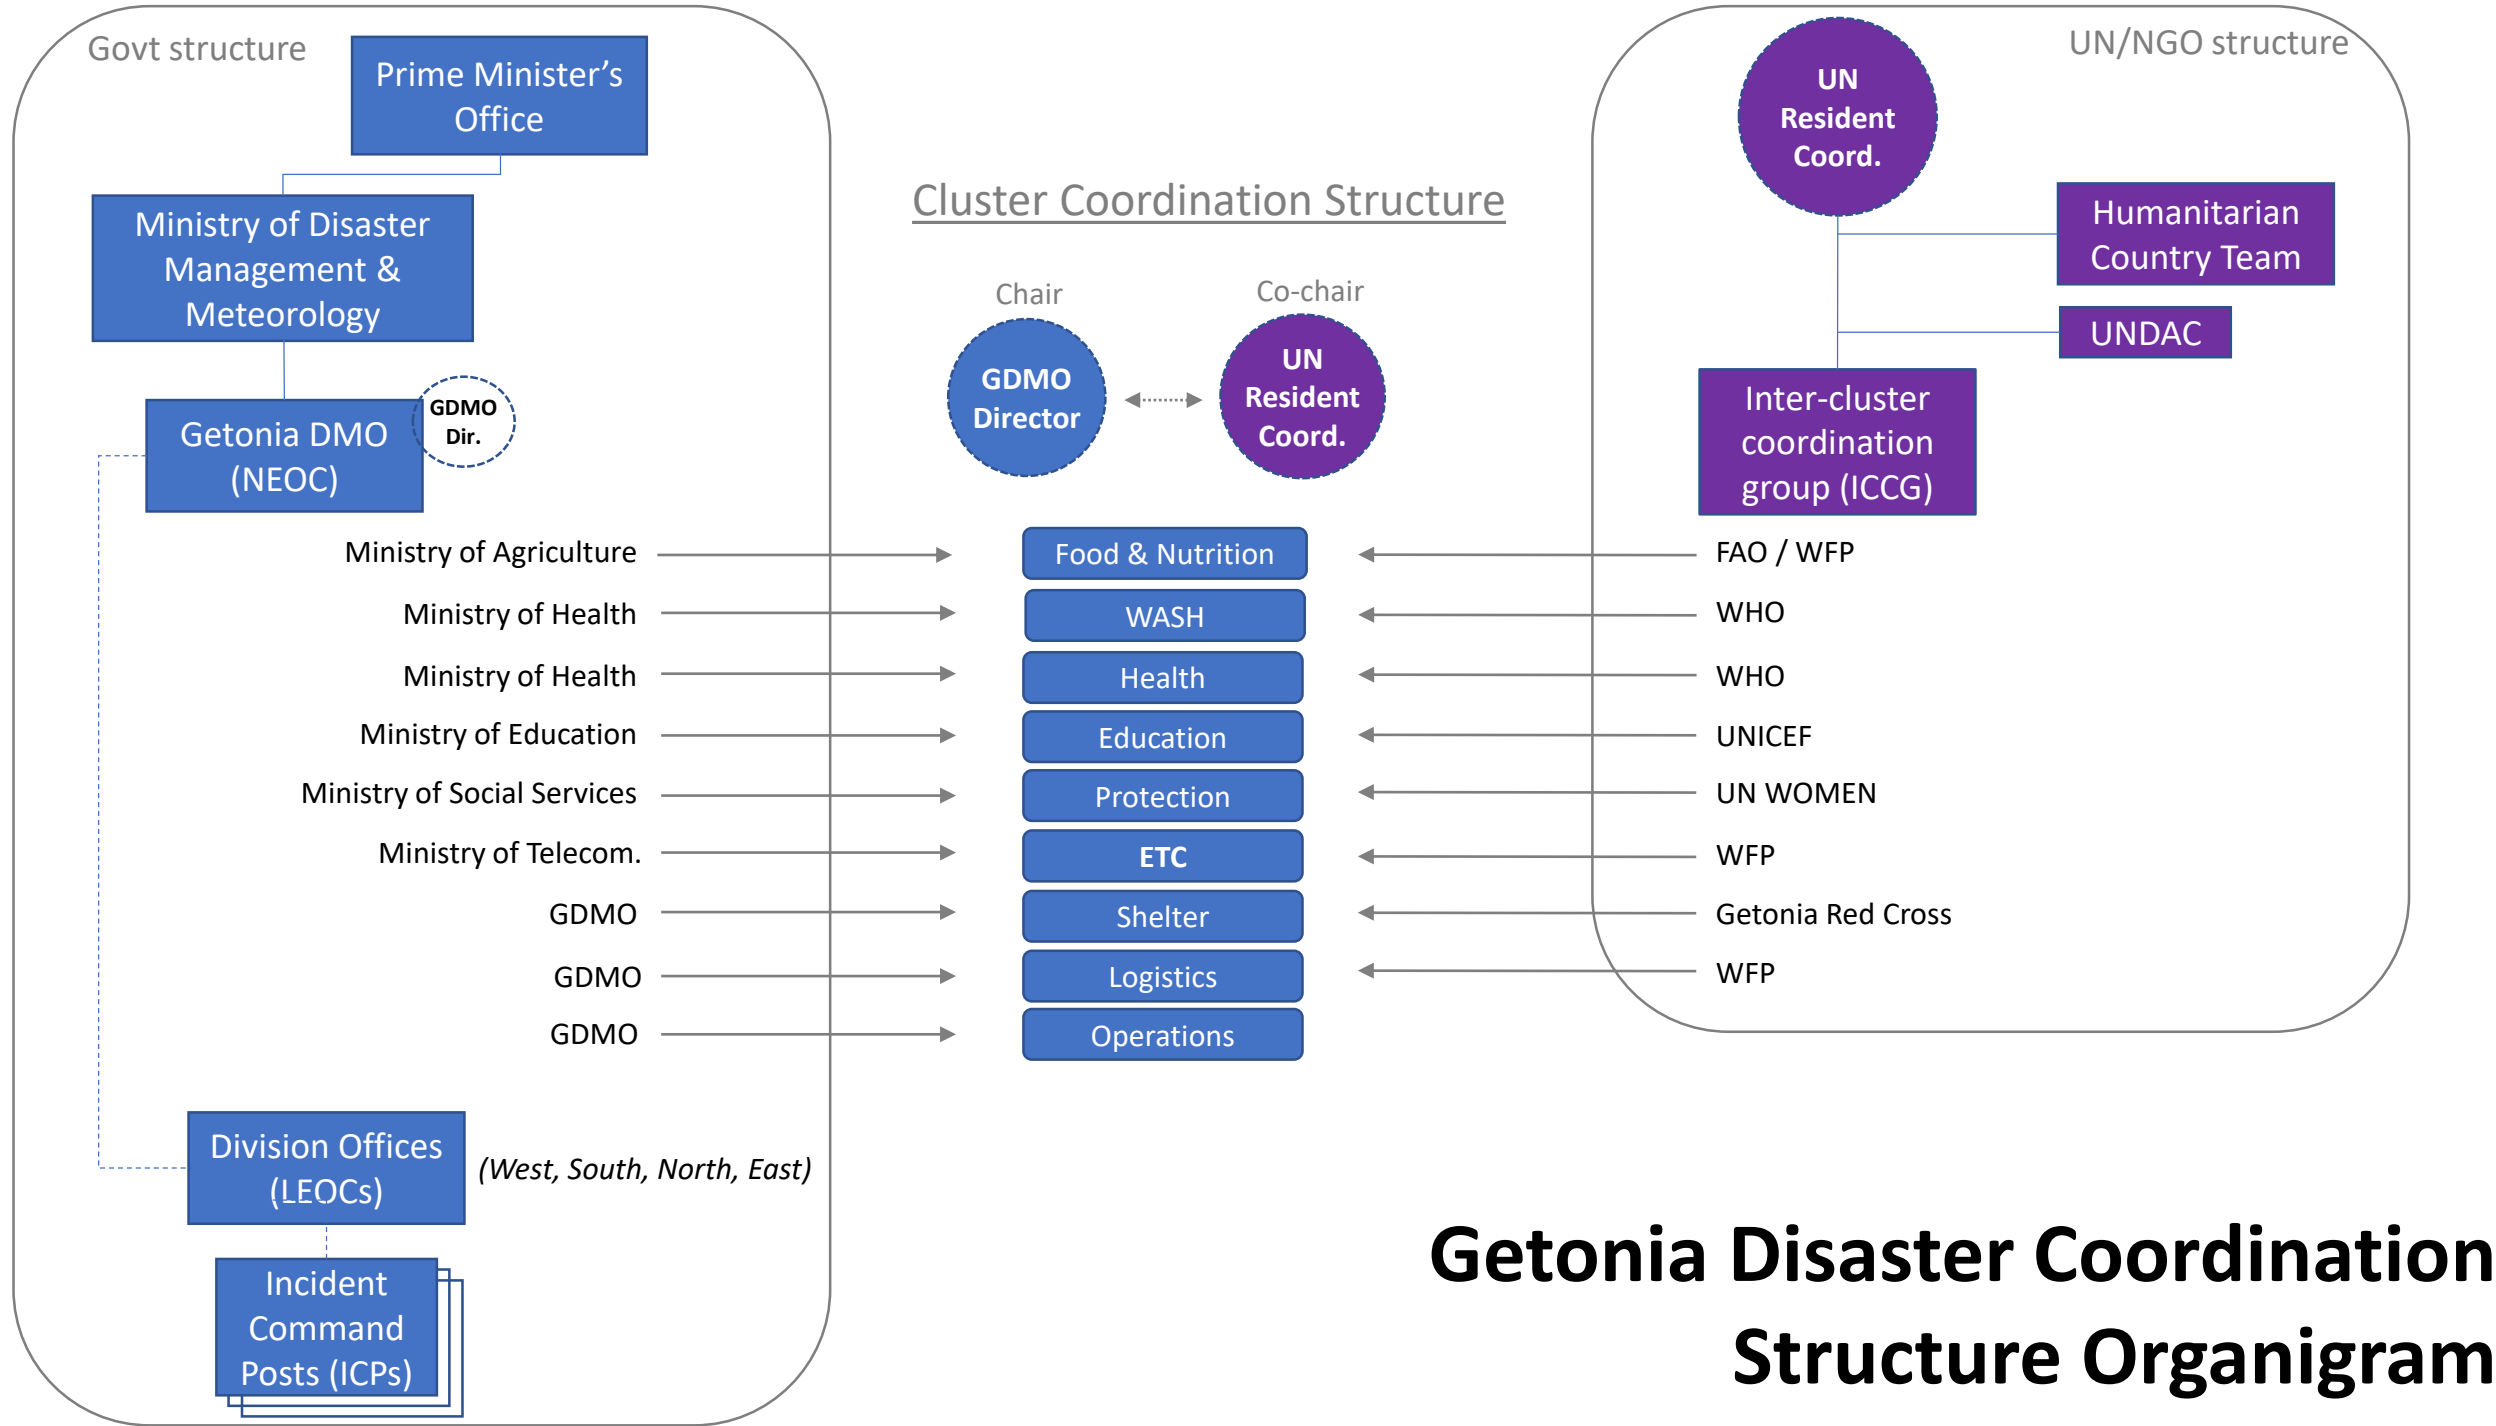 Govt structure
Prime Minister’s
Office
Ministry of Disaster
Management &
Meteorology
Getonia DMO
(NEOC)
GDMO
Dir.
Cluster Coordination Structure
Chair
Co-chair
GDMO
Director
UN
Resident
Coord.
UN/NGO structure
UN
Resident
Coord.
Humanitarian
Country Team
UNDAC
Inter-cluster
coordination
group (ICCG)
Ministry of Agriculture
Food & Nutrition
FAO / WFP
Ministry of Health
WASH
WHO
Ministry of Health
Health
WHO
Ministry of Education
Education
UNICEF
Ministry of Social Services
Protection
UN WOMEN
Ministry of Telecom.
ETC
WFP
GDMO
Shelter
Getonia Red Cross
GDMO
Logistics
WFP
GDMO
Operations
Division Offices
(LEOCs)
(West, South, North, East)
Incident
Command
Posts (ICPs)
Getonia Disaster Coordination
Structure Organigram